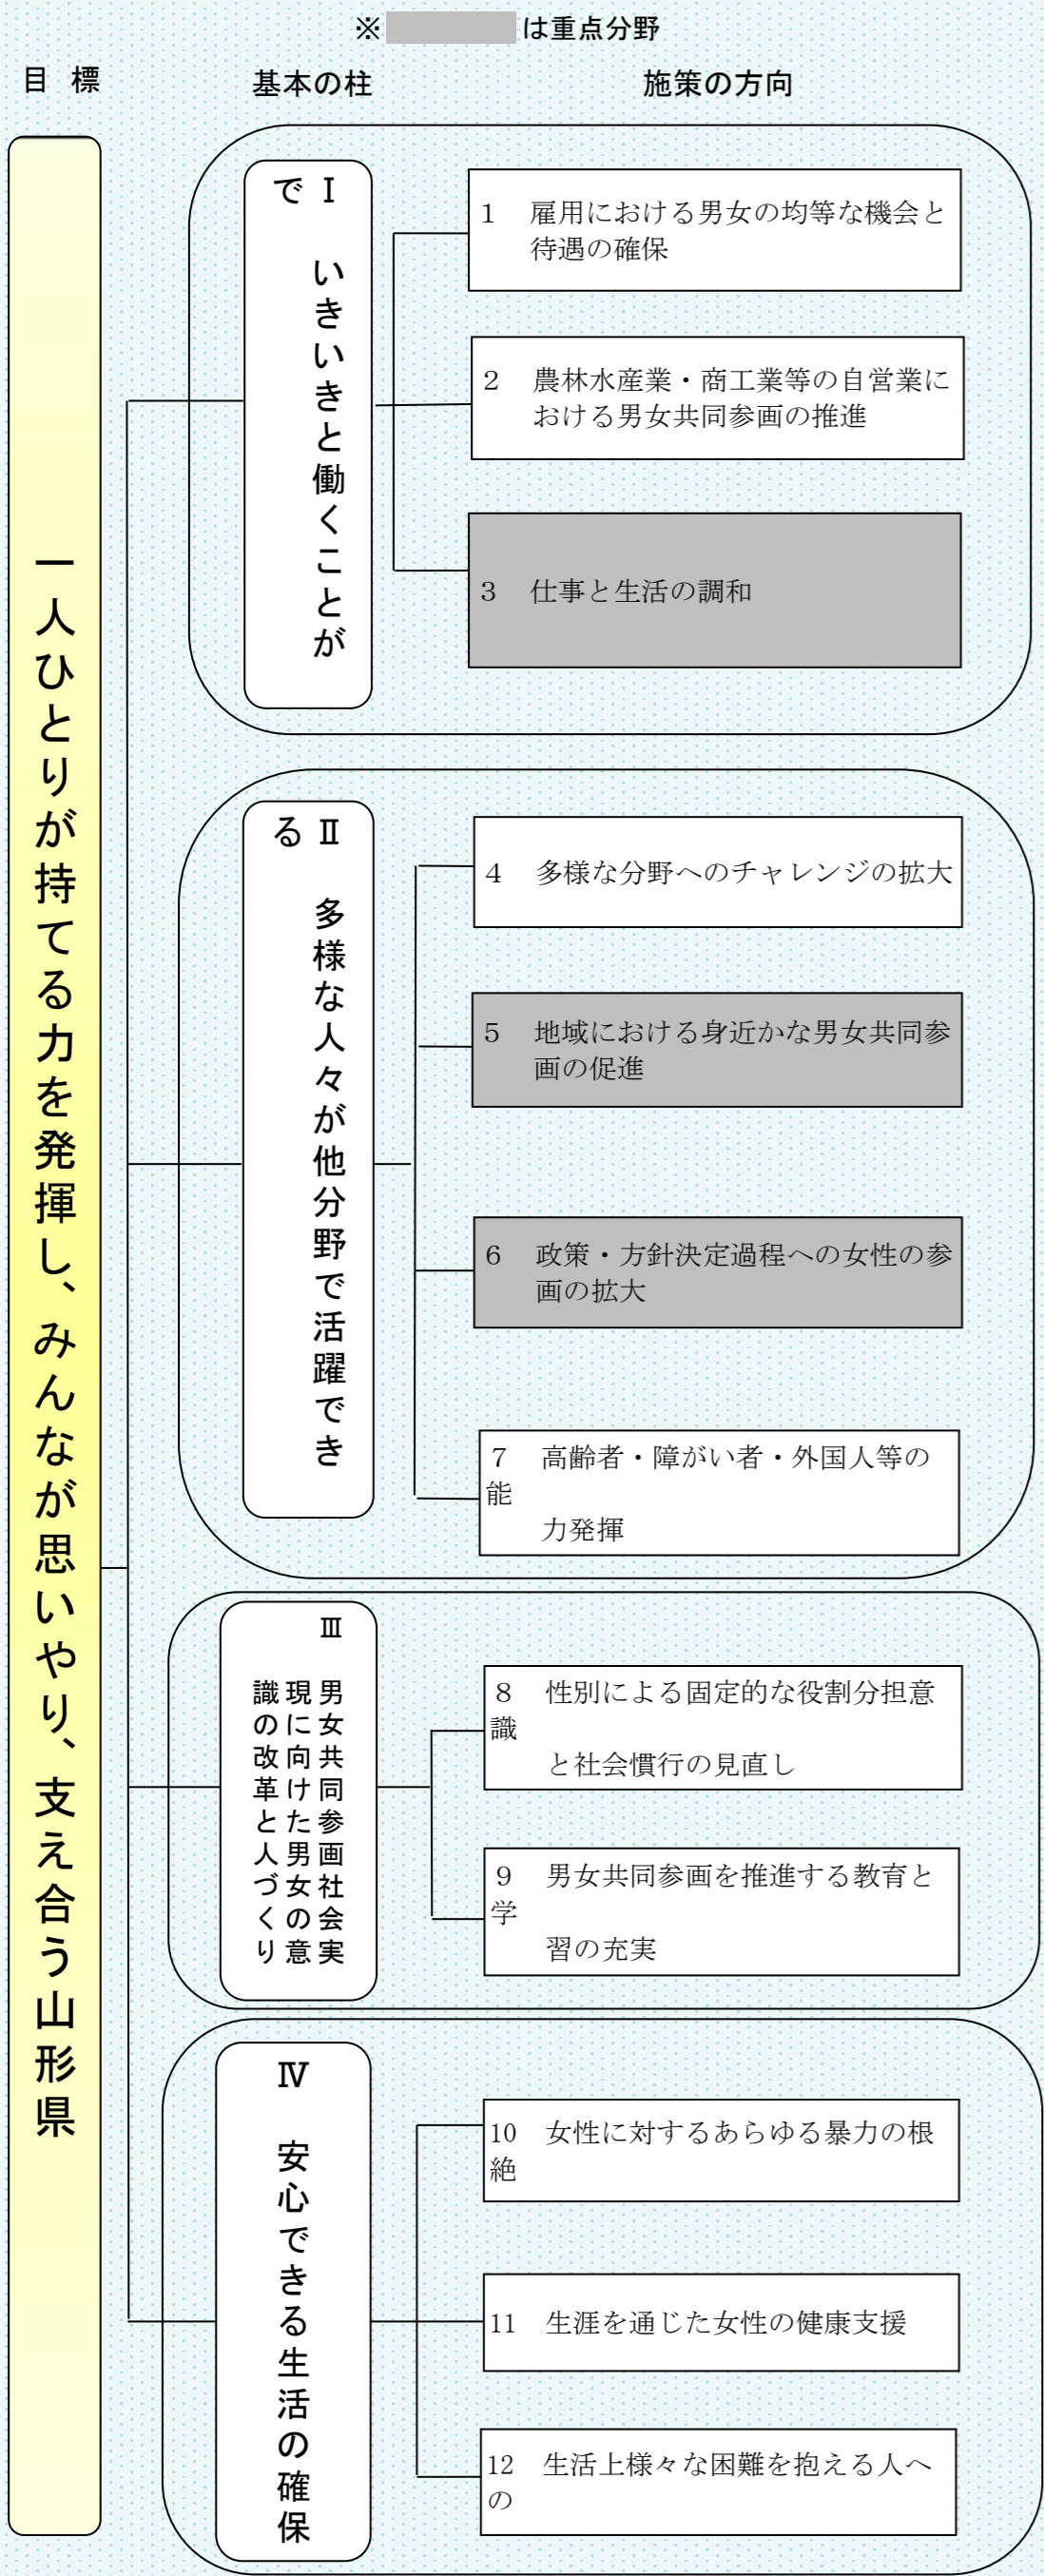 ※は重点分野
目 標
基本の柱
施策の方向
一人ひとりが持てる力を発揮し、みんなが思いやり、支え合う山形県
Ⅰ いきいきと働くことが
で
1 雇用における男女の均等な機会と
待遇の確保
2 農林水産業・商工業等の自営業に
おける男女共同参画の推進
3 仕事と生活の調和
Ⅱ 多様な人々が他分野で活躍でき
る
4 多様な分野へのチャレンジの拡大
5 地域における身近かな男女共同参
画の促進
6 政策・方針決定過程への女性の参
画の拡大
7 高齢者・障がい者・外国人等の
能
力発揮
Ⅲ
男女共同参画社会実
現に向けた男女の意
識の改革と人づくり
8 性別による固定的な役割分担意
識
と社会慣行の見直し
9 男女共同参画を推進する教育と
学
習の充実
Ⅳ 安心できる生活の確保
10 女性に対するあらゆる暴力の根
絶
11 生涯を通じた女性の健康支援
12 生活上様々な困難を抱える人へ
の